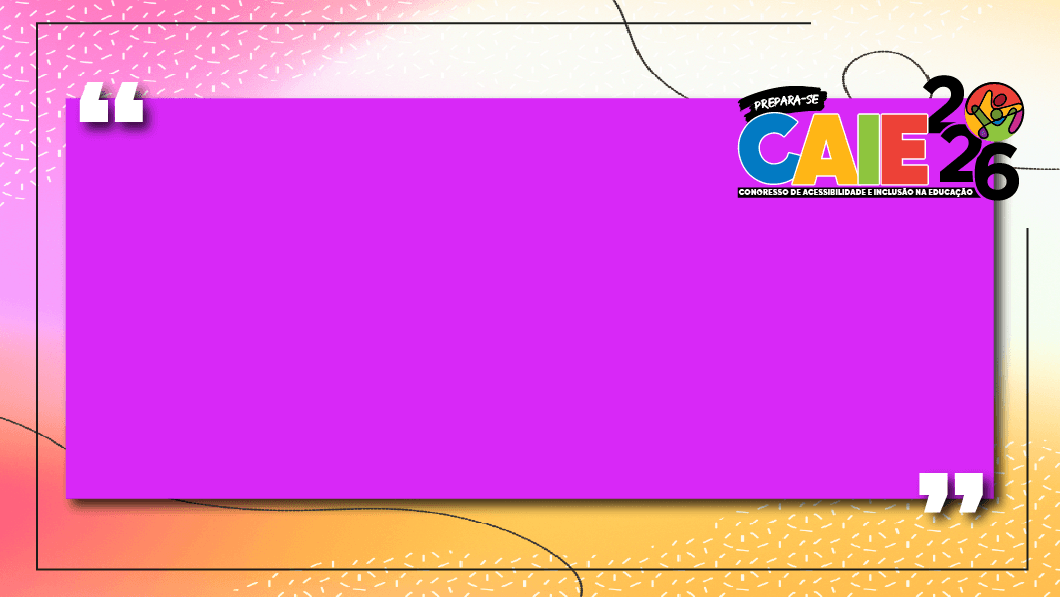 “
PREPARA-SE
CAIE 2026
CONGRESSO DE ACESSIBILIDADE E INCLUSÃO NA EDUCAÇÃO
”